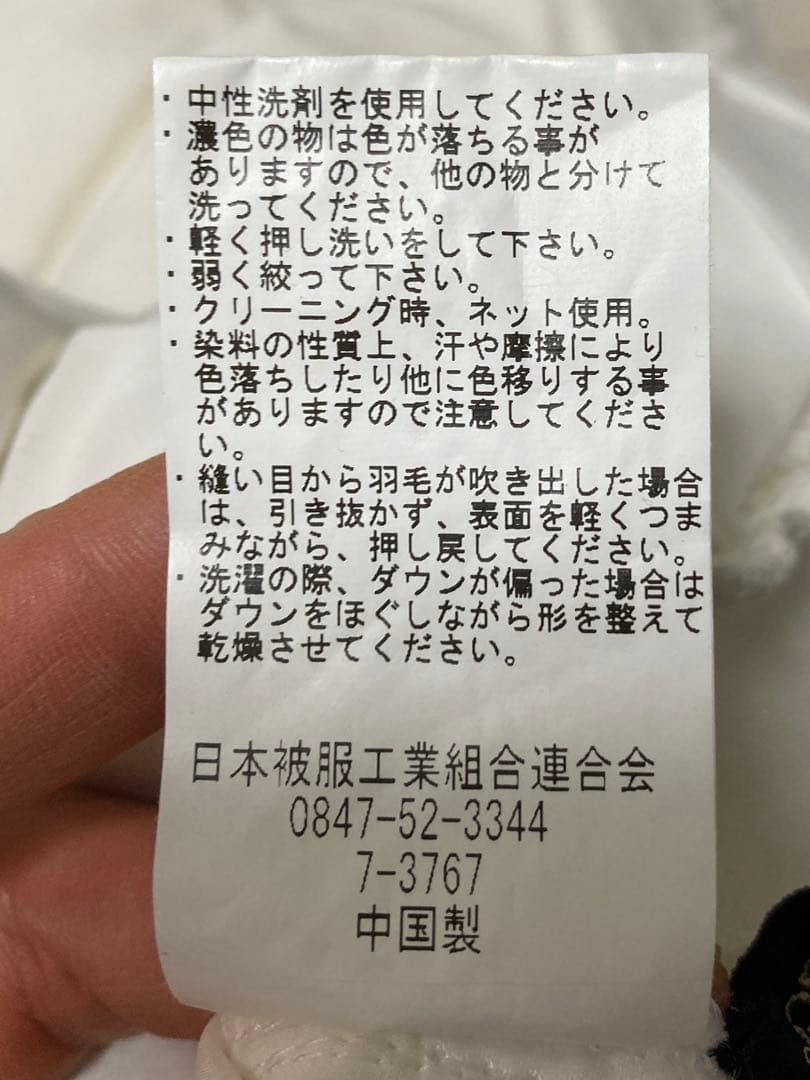 ・中性洗剤を使用してください。
・濃色の物は色が落ちる事が
ありますので、他の物と分けて
洗ってください。
・軽く押し洗いをして下さい。
・弱く絞って下さい。
・クリーニング時、ネット使用。
・染料の性質上、汗や摩擦により
色落ちしたり他に色移りする事
がありますので注意してくださ
い。
・縫い目から羽毛が吹き出した場合
は、引き抜かず、表面を軽くつま
みながら、押し戻してください。
・洗濯の際、ダウンが偏った場合は
ダウンをほぐしながら形を整えて
乾燥させてください。
日本被服工業組合連合会
0847-52-3344
7-3767
中国製